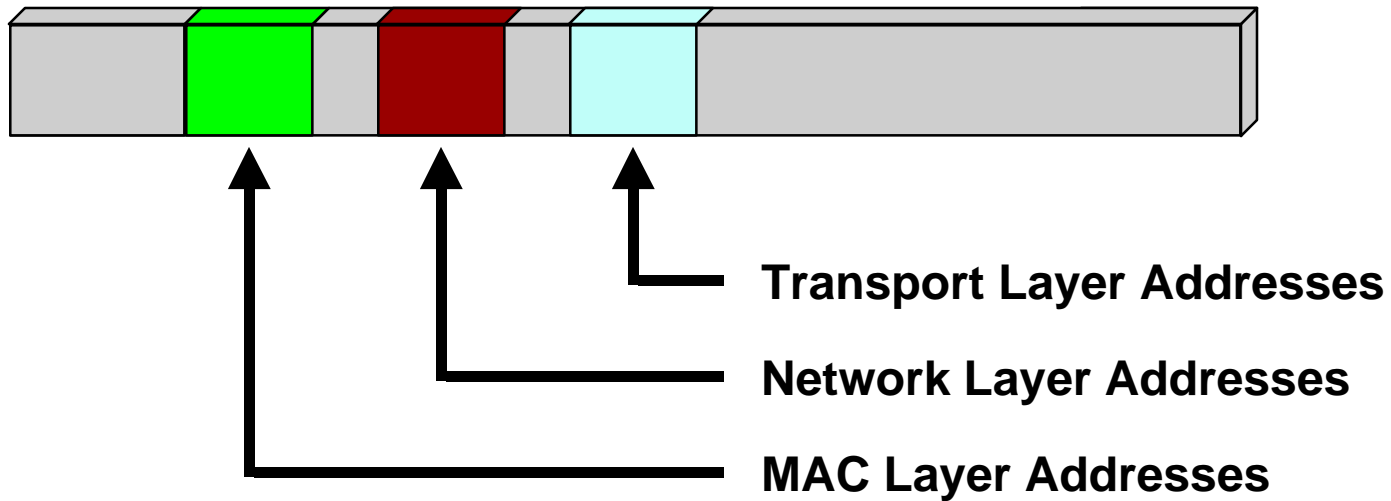 Transport Layer Addresses
Network Layer Addresses
MAC Layer Addresses